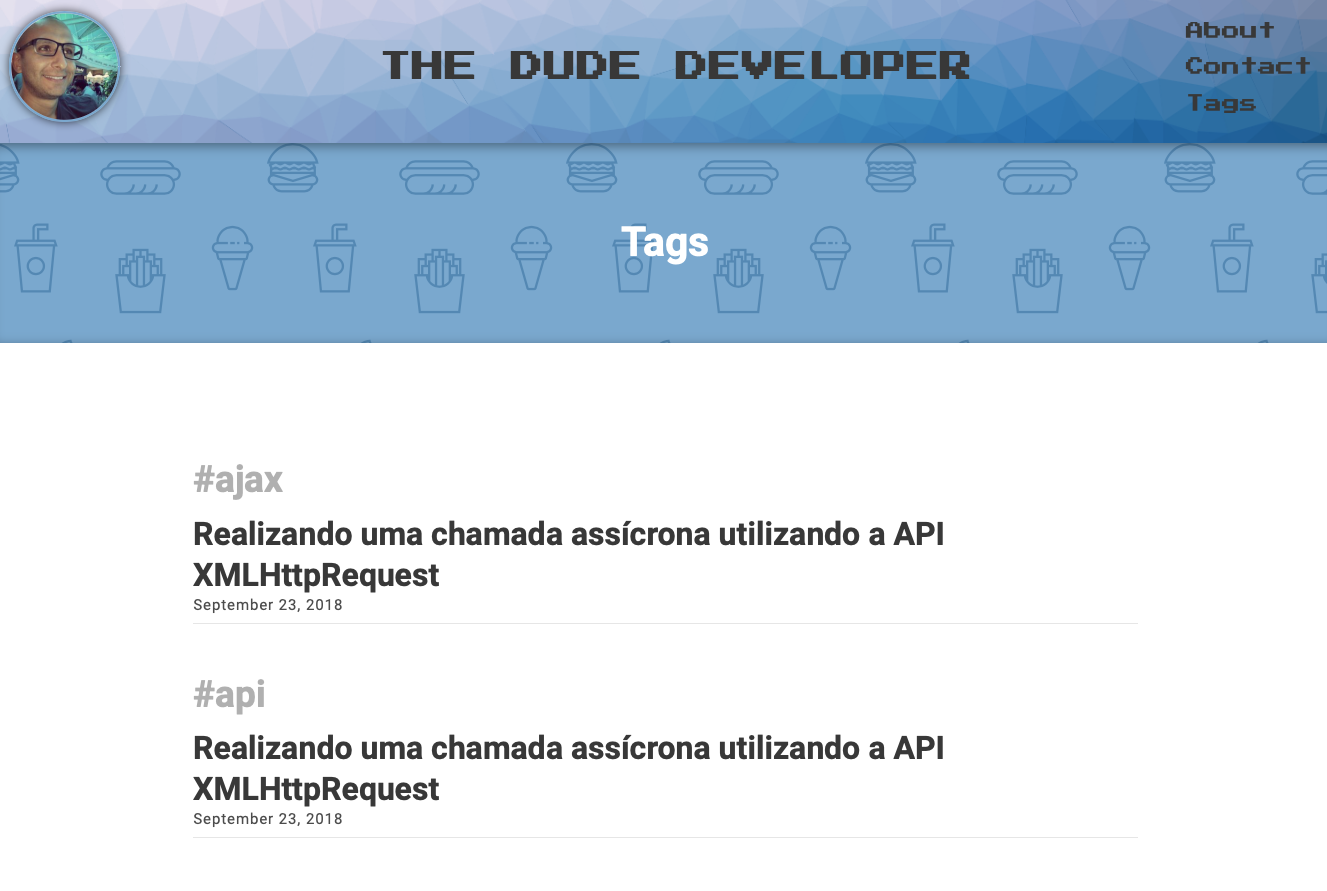 THE DUDE DEVELOPER
About
Contact
Tags
Tags
#ajax
Realizando uma chamada assícrona utilizando a API
XMLHttpRequest
September 23, 2018
#api
Realizando uma chamada assícrona utilizando a API
XMLHttpRequest
September 23, 2018